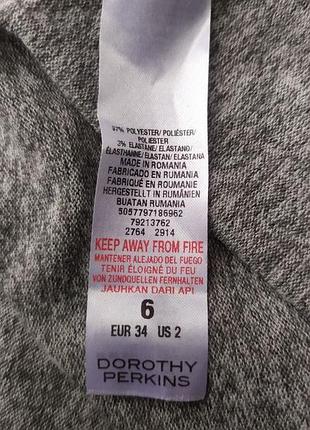 97% POLYESTER/ POLIÉSTER/
POLIESTER
3% ELASTANE/ ELASTANO/
ÉLASTHANNE/ELASTAN/ ELASTANA
MADE IN ROMANIA
FABRICADO EN RUMANIA
FABRIQUÉ EN ROUMANIE
HERGESTELLT IN RUMÄNIEN
BUATAN RUMANIA
5057797186962
79213762
2764 2914
KEEP AWAY FROM FIRE
MANTENER ALEJADO DEL FUEGO
TENIR ÉLOIGNÉ DU FEU
VON ZUNDQUELLEN FERNHALTEN
JAUHKAN DARI API
6
EUR 34 US 2
DOROTHY
PERKINS